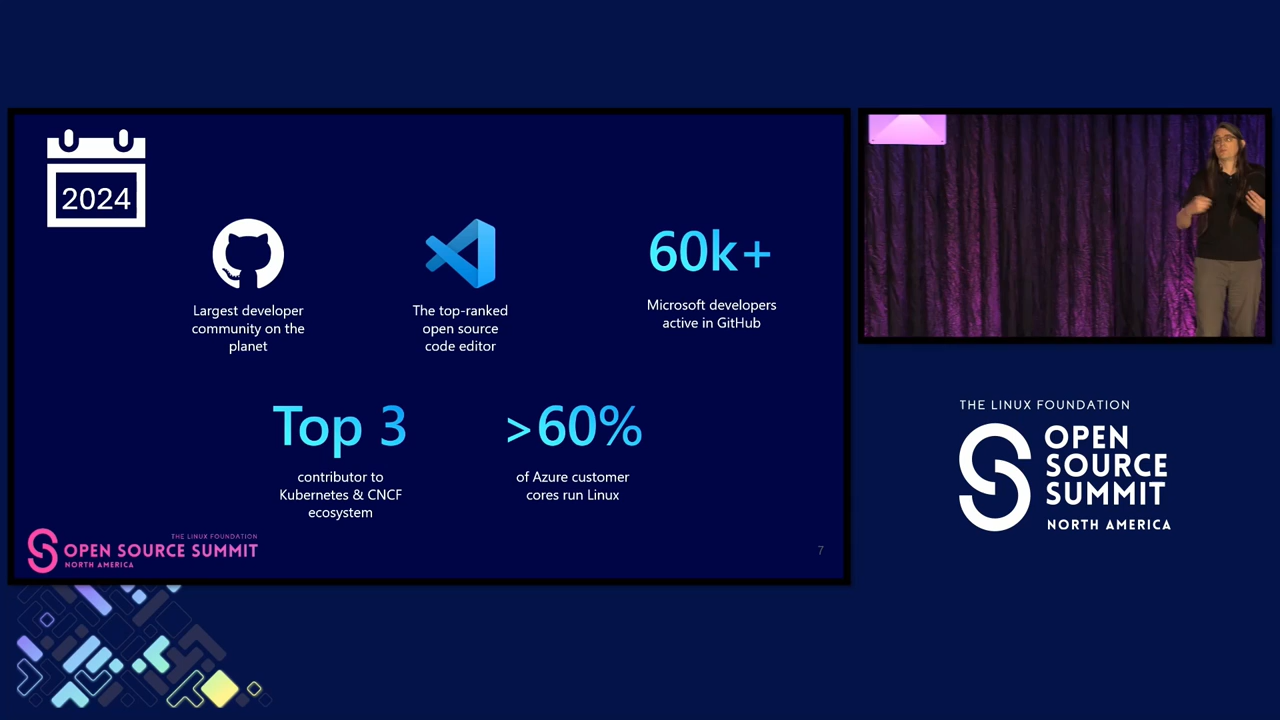 2024
Largest developer
community on the
planet
The top-ranked
open source
code editor
60k+
Microsoft developers
active in GitHub
Top 3
contributor to
Kubernetes & CNCF
ecosystem
>60%
of Azure customer
cores run Linux
THE LINUX FOUNDATION
OPEN SOURCE SUMMIT
NORTH AMERICA
7
THE LINUX FOUNDATION
OPEN
SOURCE
SUMMIT
NORTH AMERICA